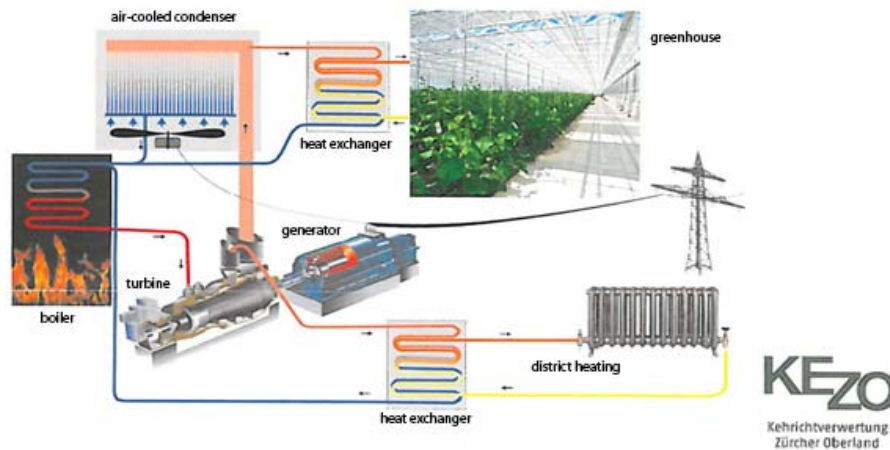 air-cooled condenser
greenhouse
heat exchanger
generator
turbine
boiler
district heating
heat exchanger
KEZO
Kehrichtverwertung
Zürcher Oberland